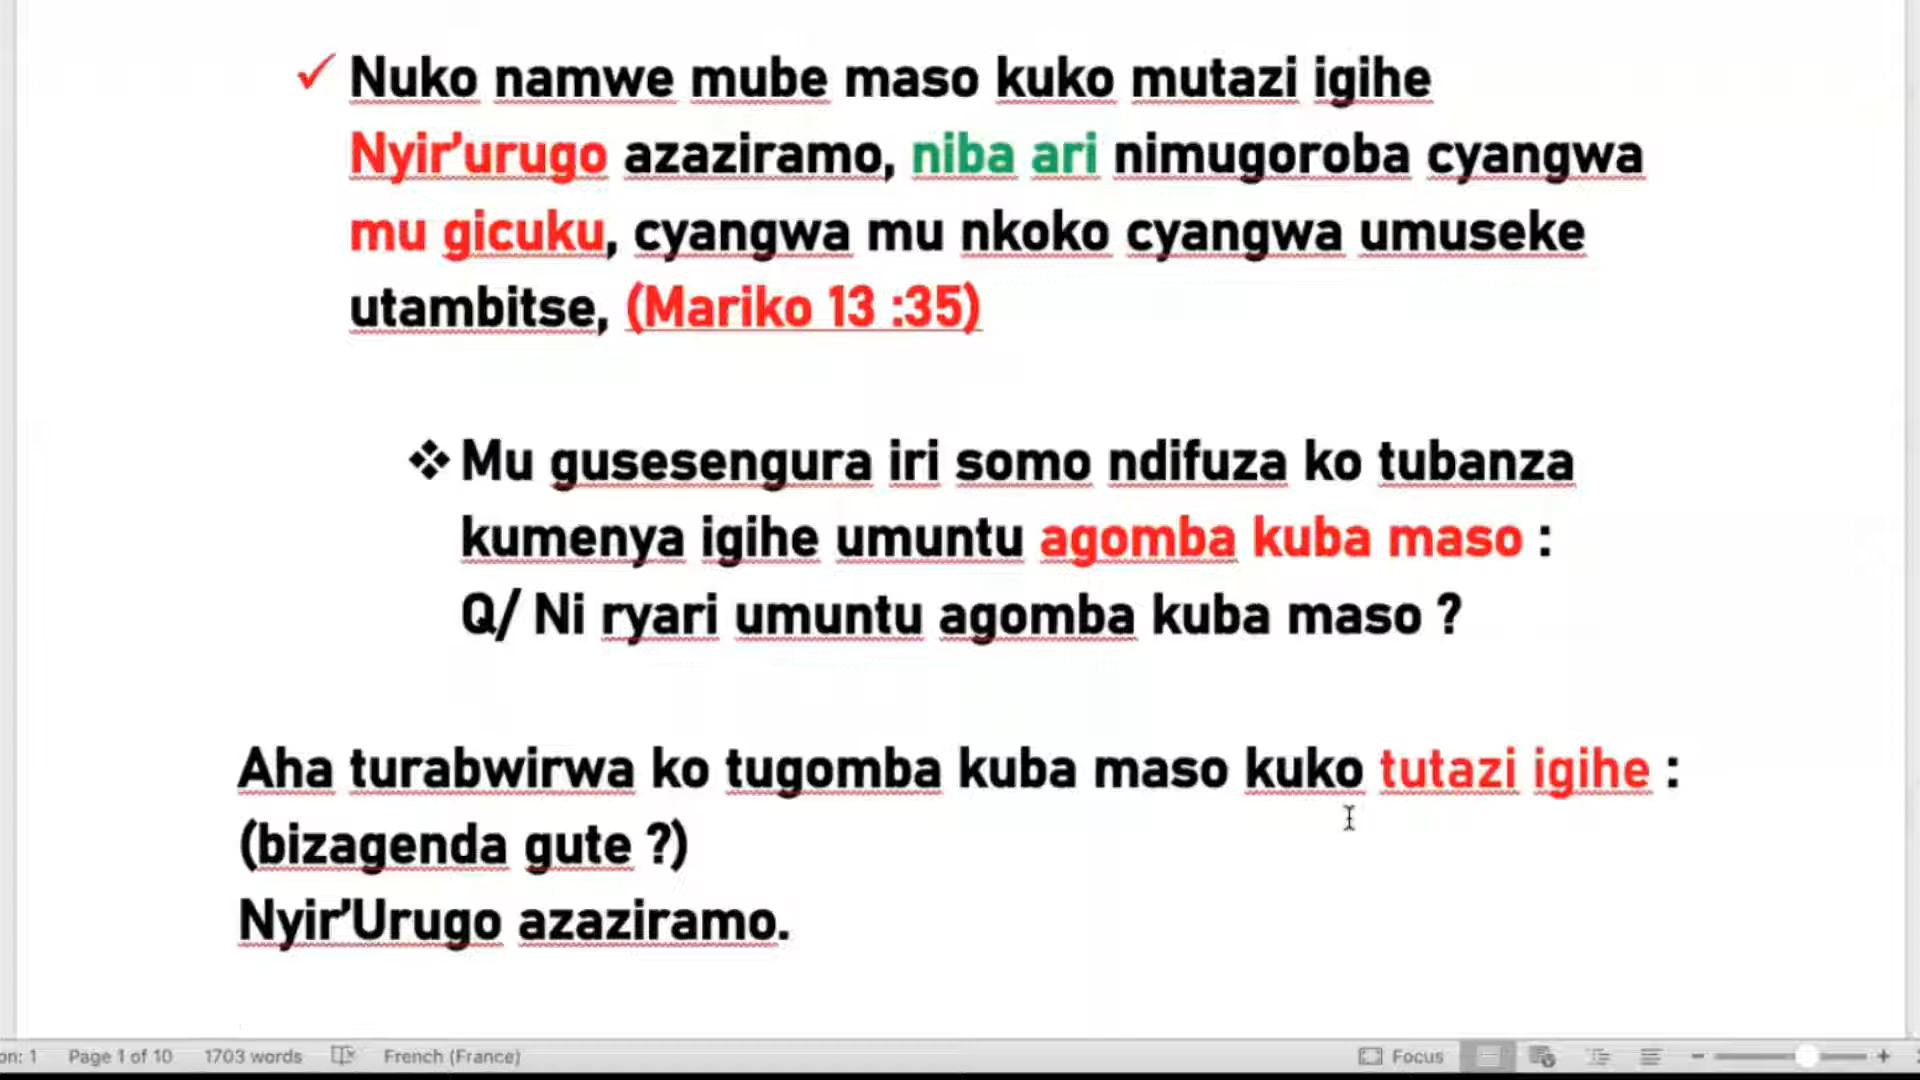 ✓ Nuko namwe mube maso kuko mutazi igihe
Nyir’urugo azaziramo, niba ari nimugoroba cyangwa
mu gicuku, cyangwa mu nkoko cyangwa umuseke
utambitse, (Mariko 13 :35)
❖ Mu gusesengura iri somo ndifuza ko tubanza
kumenya igihe umuntu agomba kuba maso :
Q/ Ni ryari umuntu agomba kuba maso ?
Aha turabwirwa ko tugomba kuba maso kuko tutazi igihe :
(bizagenda gute ?)
Nyir’Urugo azaziramo.
on: 1 Page 1 of 10 1703 words French (France) Focus